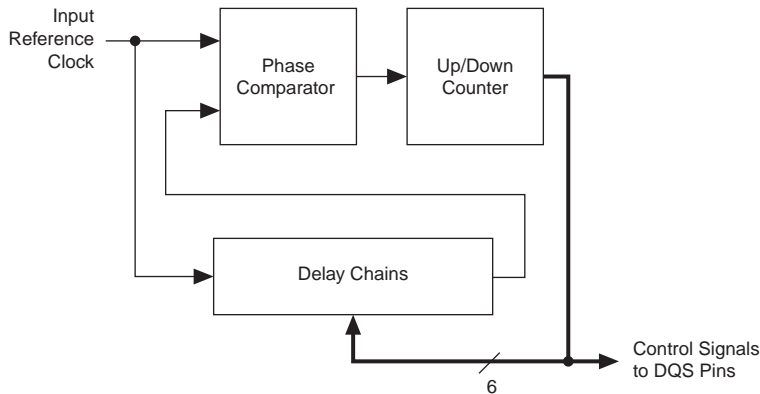 Input
Reference
Clock
Phase
Comparator
Up/Down
Counter
Delay Chains
Control Signals
to DQS Pins
6